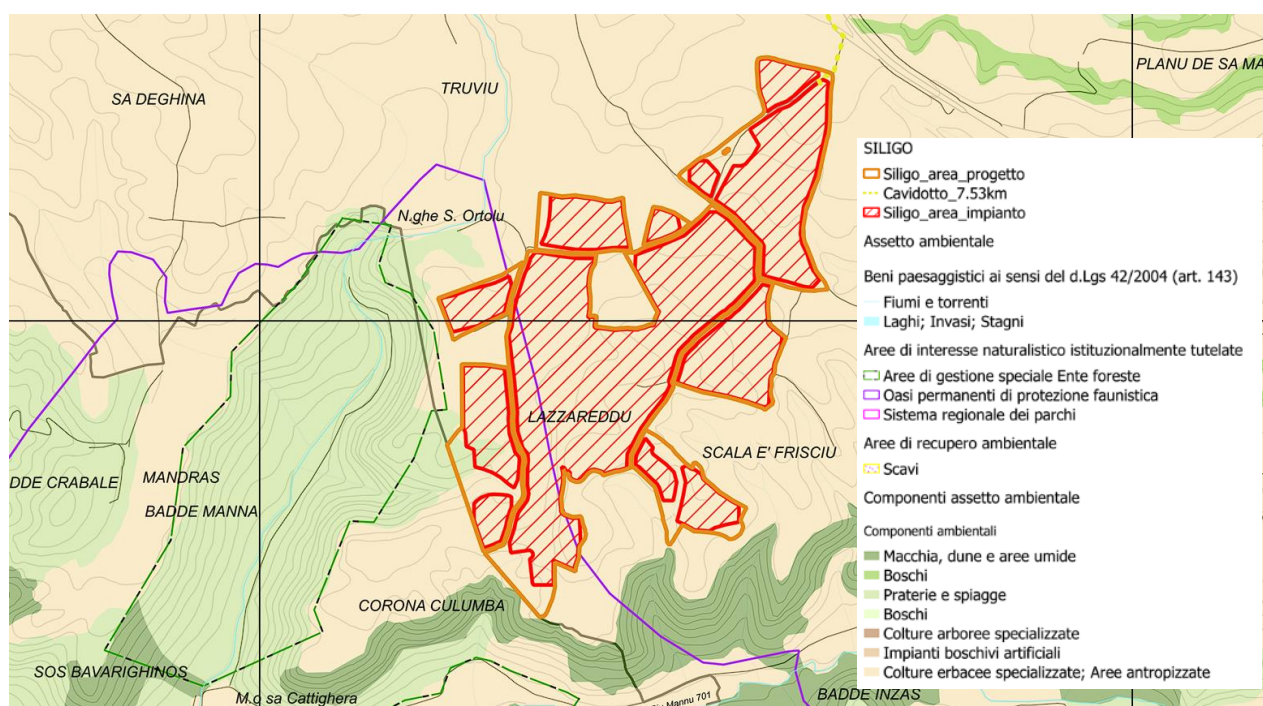 PLANU DE SA MA
SA DEGHINA
TRUVIU
N.ghe S. Ortolu
LAZZAREDDU
SCALA E' FRISCIU
DDE CRABALE
MANDRAS
BADDE MANNA
CORONA CULUMBA
SOS BAVARIGHINOS
M.o sa Cattighera
Mannu 701
BADDE INZAS
SILIGO
Siligo_area_progetto
Cavidotto_7.53km
Siligo_area_impianto
Assetto ambientale
Beni paesaggistici ai sensi del d.Lgs 42/2004 (art. 143)
Fiumi e torrenti
Laghi; Invasi; Stagni
Aree di interesse naturalistico istituzionalmente tutelate
Aree di gestione speciale Ente foreste
Oasi permanenti di protezione faunistica
Sistema regionale dei parchi
Aree di recupero ambientale
Scavi
Componenti assetto ambientale
Componenti ambientali
Macchia, dune e aree umide
Boschi
Praterie e spiagge
Boschi
Colture arboree specializzate
Impianti boschivi artificiali
Colture erbacee specializzate; Aree antropizzate